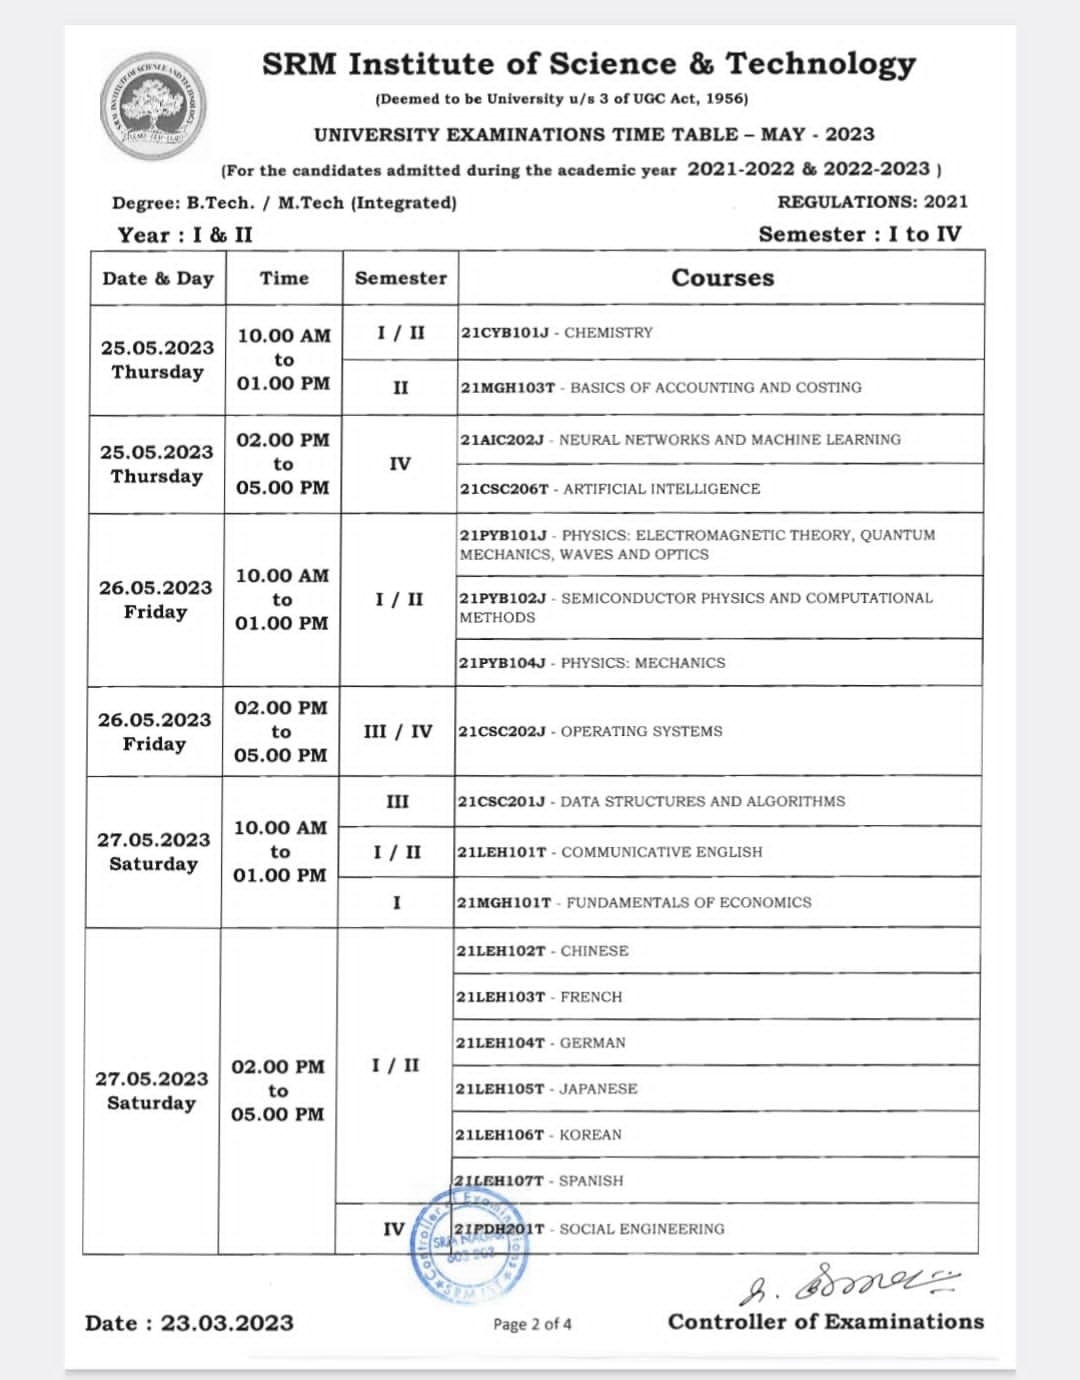 SRM Institute of Science & Technology
(Deemed to be University u/s 3 of UGC Act, 1956)
UNIVERSITY EXAMINATIONS TIME TABLE – MAY - 2023
(For the candidates admitted during the academic year 2021-2022 & 2022-2023 )
Degree: B.Tech. / M.Tech (Integrated)
REGULATIONS: 2021
Year : I & II
Semester : I to IV
Date & Day Time Semester Courses
25.05.2023
Thursday
10.00 AM
to
01.00 PM
I / II
21CYB101J - CHEMISTRY
II
21MGH103T - BASICS OF ACCOUNTING AND COSTING
25.05.2023
Thursday
02.00 PM
to
05.00 PM
IV
21AIC202J - NEURAL NETWORKS AND MACHINE LEARNING
21CSC206T - ARTIFICIAL INTELLIGENCE
26.05.2023
Friday
10.00 AM
to
01.00 PM
I / II
21PYB101J - PHYSICS: ELECTROMAGNETIC THEORY, QUANTUM
MECHANICS, WAVES AND OPTICS
21PYB102J - SEMICONDUCTOR PHYSICS AND COMPUTATIONAL
METHODS
21PYB104J - PHYSICS: MECHANICS
26.05.2023
Friday
02.00 PM
to
05.00 PM
III / IV
21CSC202J - OPERATING SYSTEMS
27.05.2023
Saturday
10.00 AM
to
01.00 PM
III
21CSC201J - DATA STRUCTURES AND ALGORITHMS
I / II
21LEH101T - COMMUNICATIVE ENGLISH
I
21MGH101T - FUNDAMENTALS OF ECONOMICS
27.05.2023
Saturday
02.00 PM
to
05.00 PM
I / II
21LEH102T - CHINESE
21LEH103T - FRENCH
21LEH104T - GERMAN
21LEH105T - JAPANESE
21LEH106T - KOREAN
21LEH107T - SPANISH
IV
21PDH201T - SOCIAL ENGINEERING
Controller of Examinations
SRM IST
Date : 23.03.2023
Page 2 of 4
Controller of Examinations